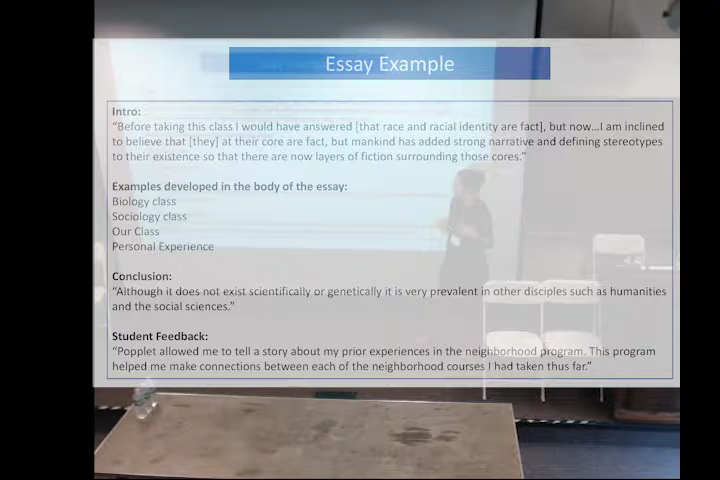 Essay Example
Intro:
"Before taking this class I would have answered [that race and racial identity are fact], but now...I am inclined
to believe that [they] at their core are fact, but mankind has added strong narrative and defining stereotypes
to their existence so that there are now layers of fiction surrounding those cores."
Examples developed in the body of the essay:
Biology class
Sociology class
Our Class
Personal Experience
Conclusion:
"Although it does not exist scientifically or genetically it is very prevalent in other disciples such as humanities
and the social sciences."
Student Feedback:
"Popplet allowed me to tell a story about my prior experiences in the neighborhood program. This program
helped me make connections between each of the neighborhood courses I had taken thus far."